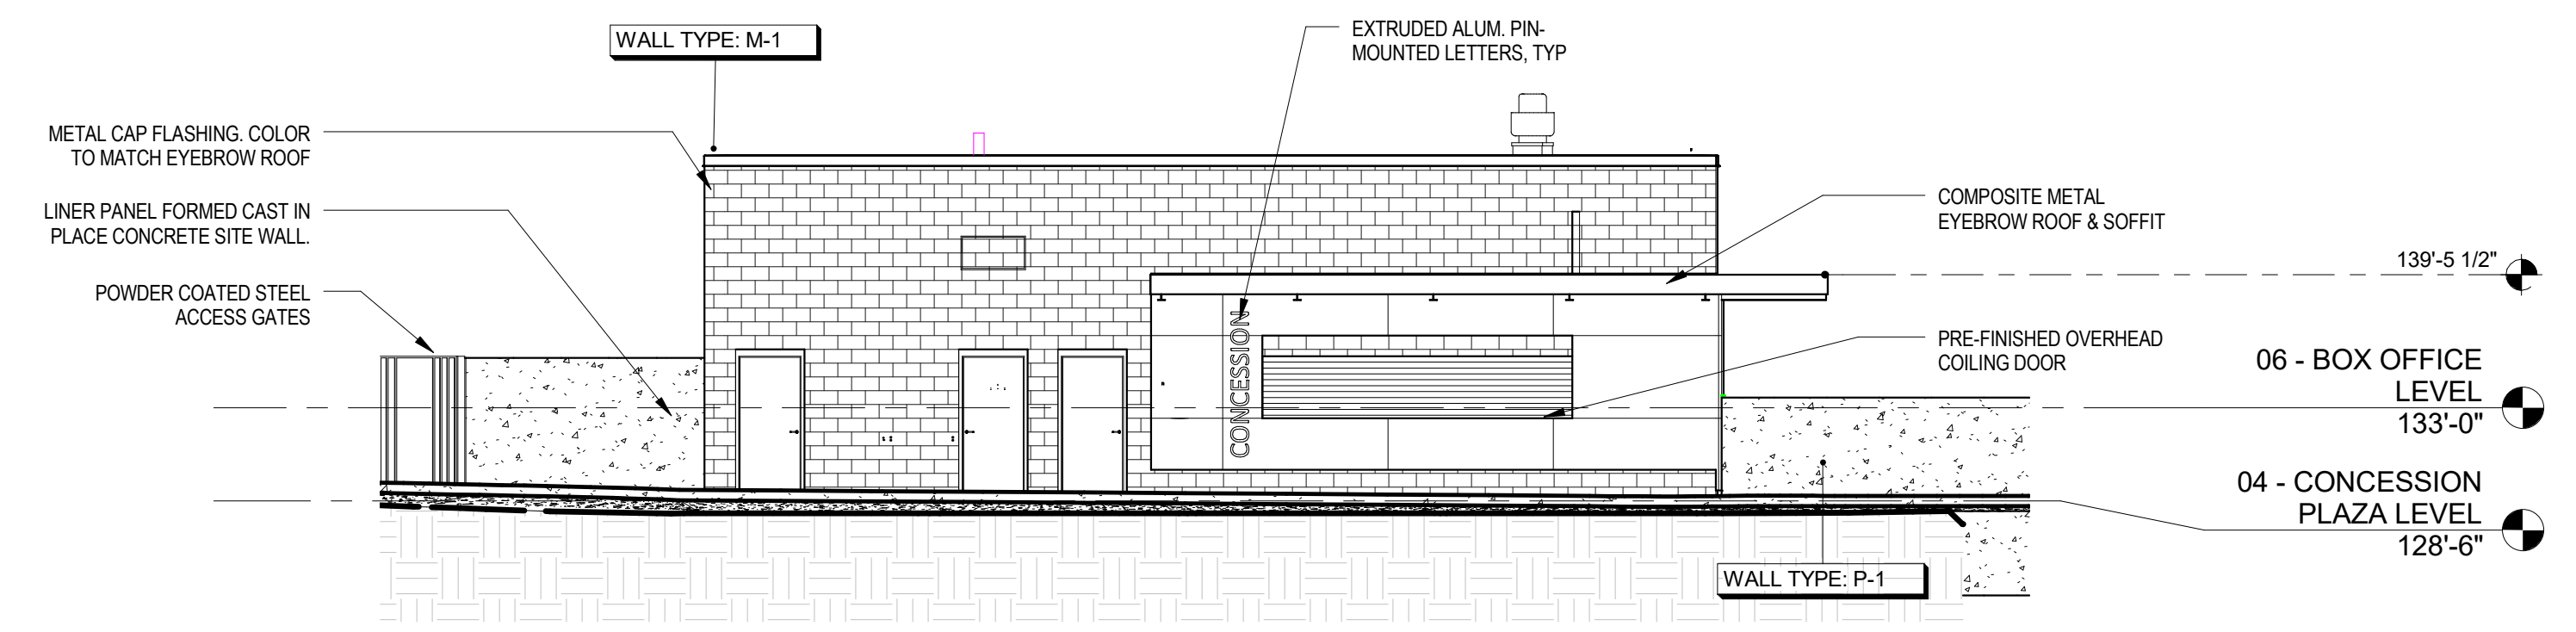 WALL TYPE: M-1
EXTRUDED ALUM. PIN-
MOUNTED LETTERS, TYP
METAL CAP FLASHING. COLOR
TO MATCH EYEBROW ROOF
LINER PANEL FORMED CAST IN
PLACE CONCRETE SITE WALL.
POWDER COATED STEEL
ACCESS GATES
CONCESSION
COMPOSITE METAL
EYEBROW ROOF & SOFFIT
139'-5 1/2"
PRE-FINISHED OVERHEAD
COILING DOOR
06 - BOX OFFICE
LEVEL
133'-0"
04 - CONCESSION
PLAZA LEVEL
128'-6"
WALL TYPE: P-1